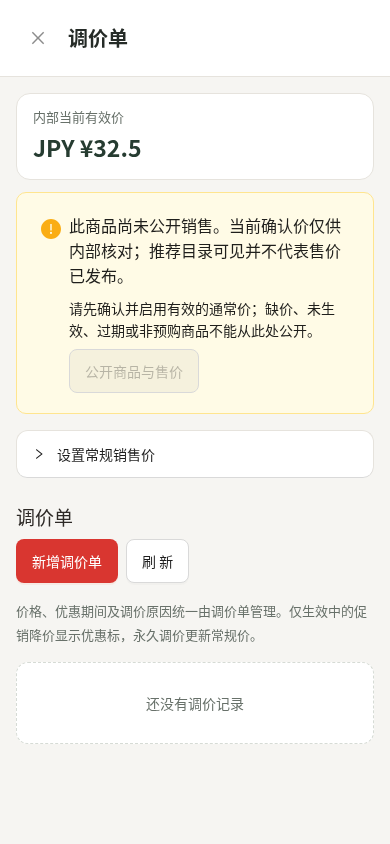 调价单
内部当前有效价
JPY ¥32.5
此商品尚未公开销售。当前确认价仅供
内部核对；推荐目录可见并不代表售价
已发布。
请先确认并启用有效的通常价；缺价、未生
效、过期或非预购商品不能从此处公开。
公开商品与售价
设置常规销售价
调价单
新增调价单
刷 新
价格、优惠期间及调价原因统一由调价单管理。仅生效中的促
销降价显示优惠标，永久调价更新常规价。
还没有调价记录